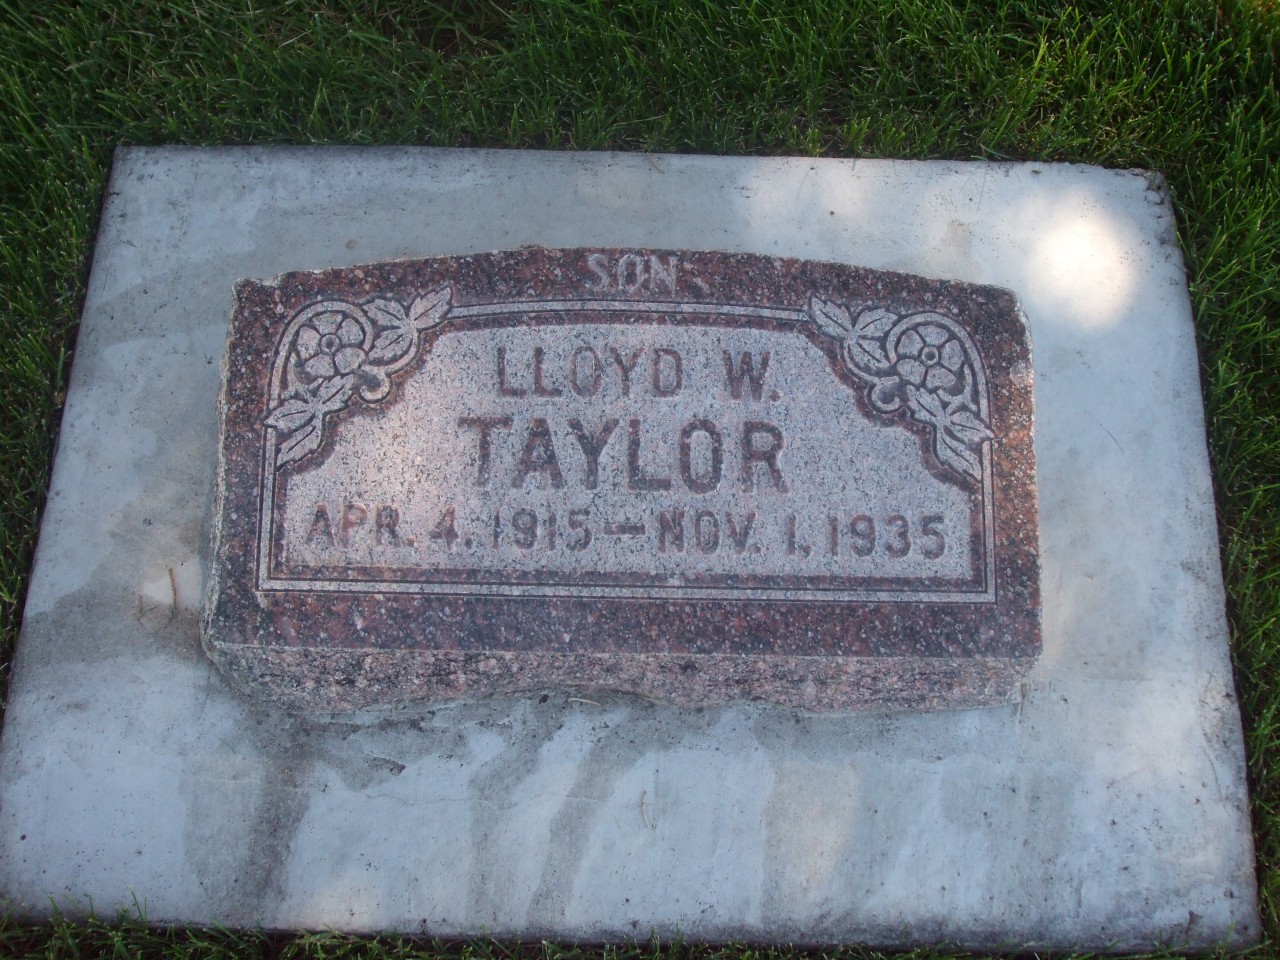 SON
LLOYD W.
TAYLOR
APR. 4. 1915 – NOV. 1, 1935